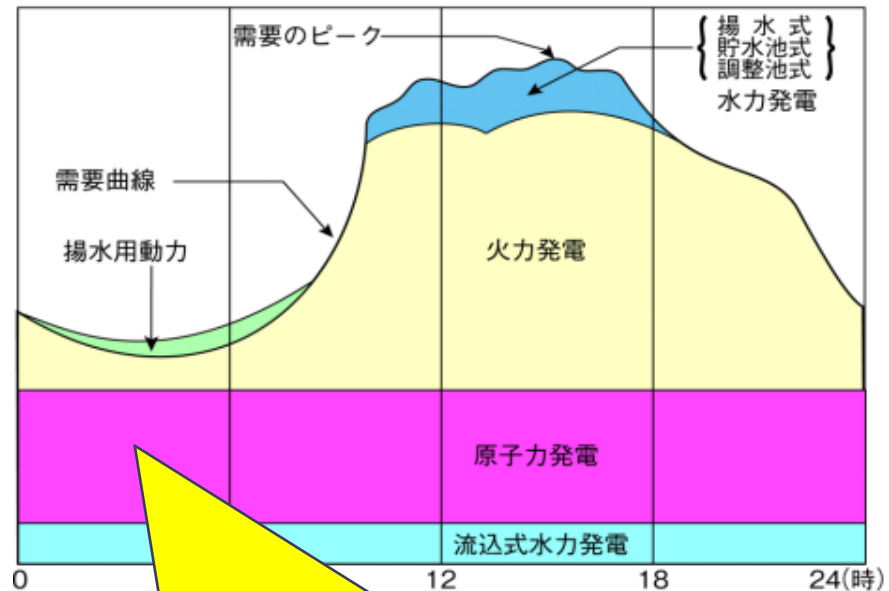 需要のピーク
揚水式
貯水池式
調整池式
水力発電
需要曲線
揚水用動力
火力発電
原子力発電
流込式水力発電
0
12
18
24(時)